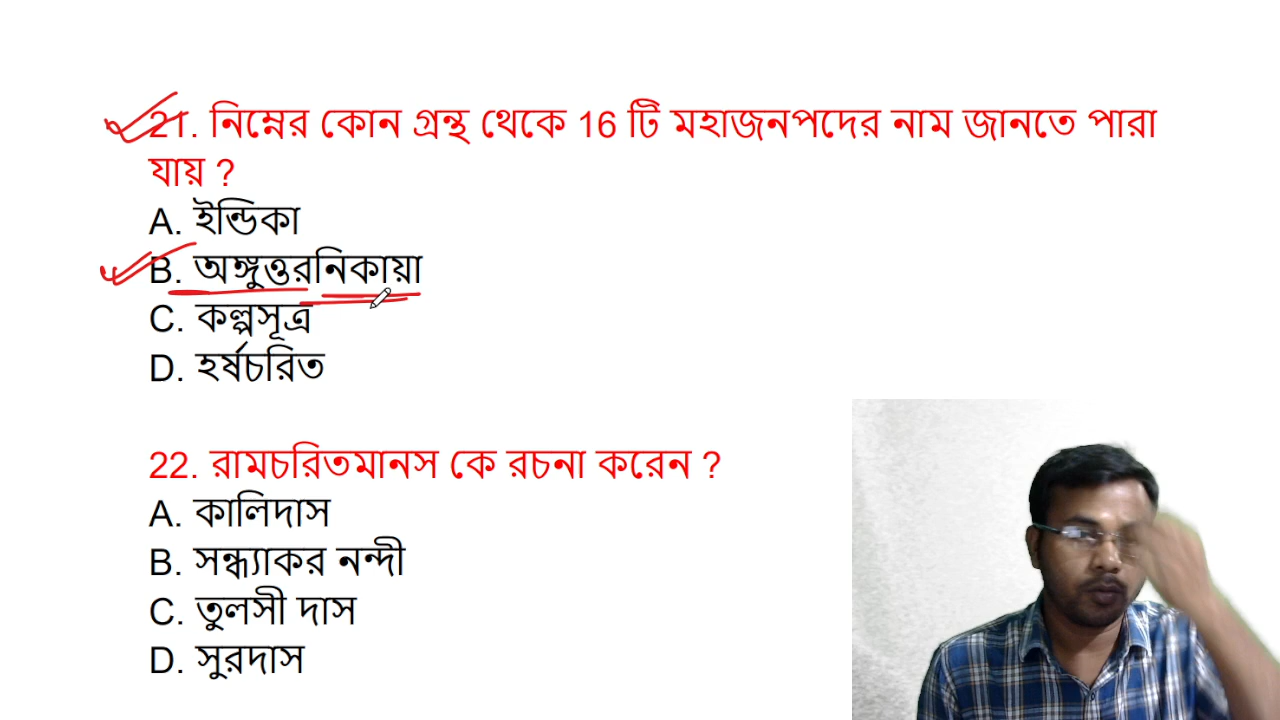 21. নিম্নের কোন গ্রন্থ থেকে 16 টি মহাজনপদের নাম জানতে পারা
যায় ?
A. ইন্ডিকা
B. অঙ্গুত্তরনিকায়া
C. কল্পসূত্র
D. হর্ষচরিত
22. রামচরিতমানস কে রচনা করেন ?
A. কালিদাস
B. সন্ধ্যাকর নন্দী
C. তুলসী দাস
D. সুরদাস